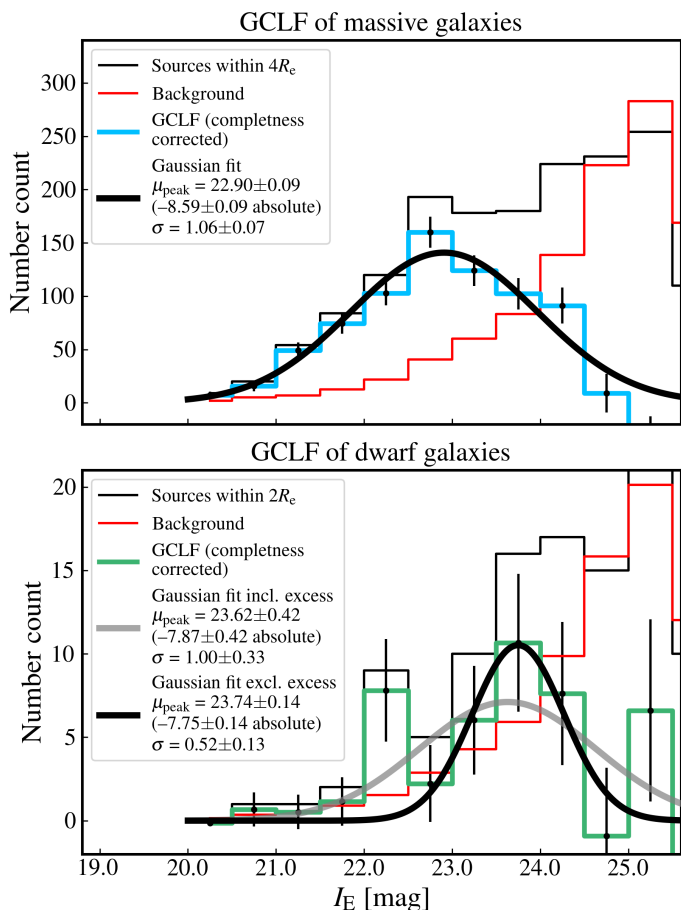 GCLF of massive galaxies
Number count
300
250
200
150
100
50
0
Sources within 4Rₑ
Background
GCLF (completness
corrected)
Gaussian fit
μpeak = 22.90±0.09
(−8.59±0.09 absolute)
σ = 1.06±0.07
GCLF of dwarf galaxies
Number count
20
15
10
5
0
Sources within 2Rₑ
Background
GCLF (completness
corrected)
Gaussian fit incl. excess
μpeak = 23.62±0.42
(−7.87±0.42 absolute)
σ = 1.00±0.33
Gaussian fit excl. excess
μpeak = 23.74±0.14
(−7.75±0.14 absolute)
σ = 0.52±0.13
19.0 20.0 21.0 22.0 23.0 24.0 25.0
IE [mag]